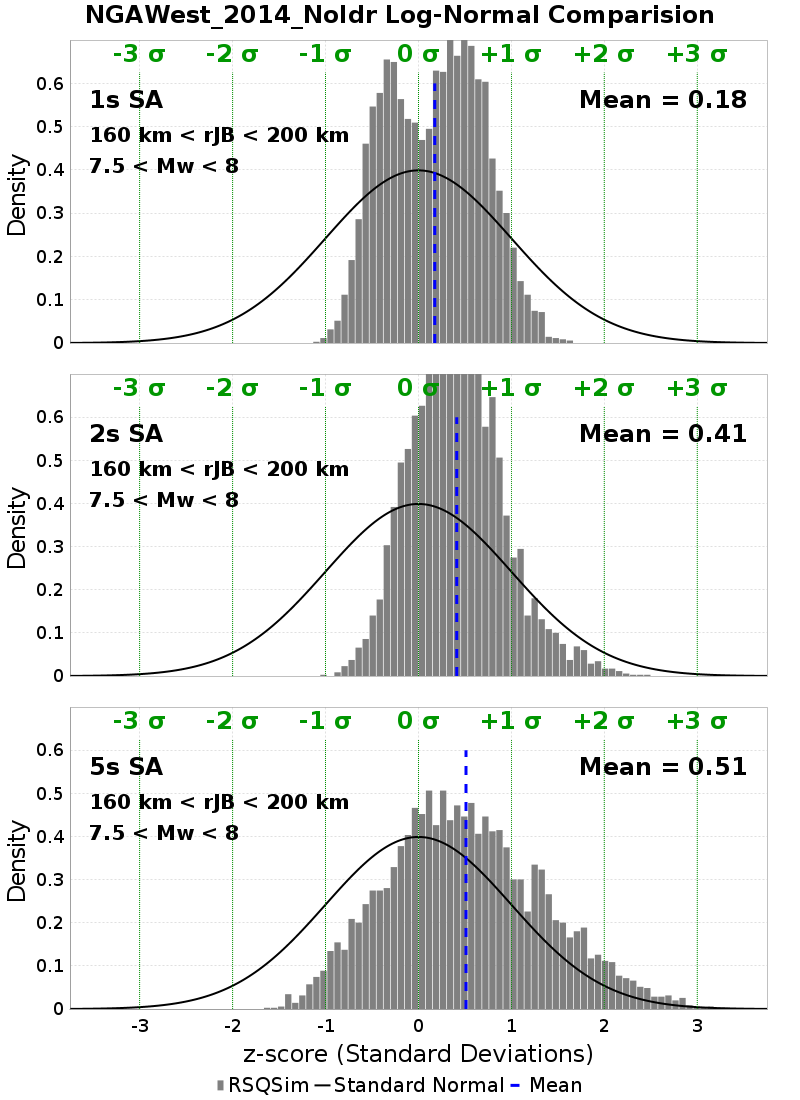 NGAWest_2014_NoIdr Log-Normal Comparision
-3 σ -2 σ -1 σ 0 σ +1 σ +2 σ +3 σ
1s SA Mean = 0.18
160 km < rJB < 200 km
7.5 < Mw < 8
Density
0.6
0.5
0.4
0.3
0.2
0.1
0
-3 σ -2 σ -1 σ 0 σ +1 σ +2 σ +3 σ
2s SA Mean = 0.41
160 km < rJB < 200 km
7.5 < Mw < 8
Density
0.6
0.5
0.4
0.3
0.2
0.1
0
-3 σ -2 σ -1 σ 0 σ +1 σ +2 σ +3 σ
5s SA Mean = 0.51
160 km < rJB < 200 km
7.5 < Mw < 8
Density
0.6
0.5
0.4
0.3
0.2
0.1
0
-3 -2 -1 0 1 2 3
z-score (Standard Deviations)
RSQSim Standard Normal Mean